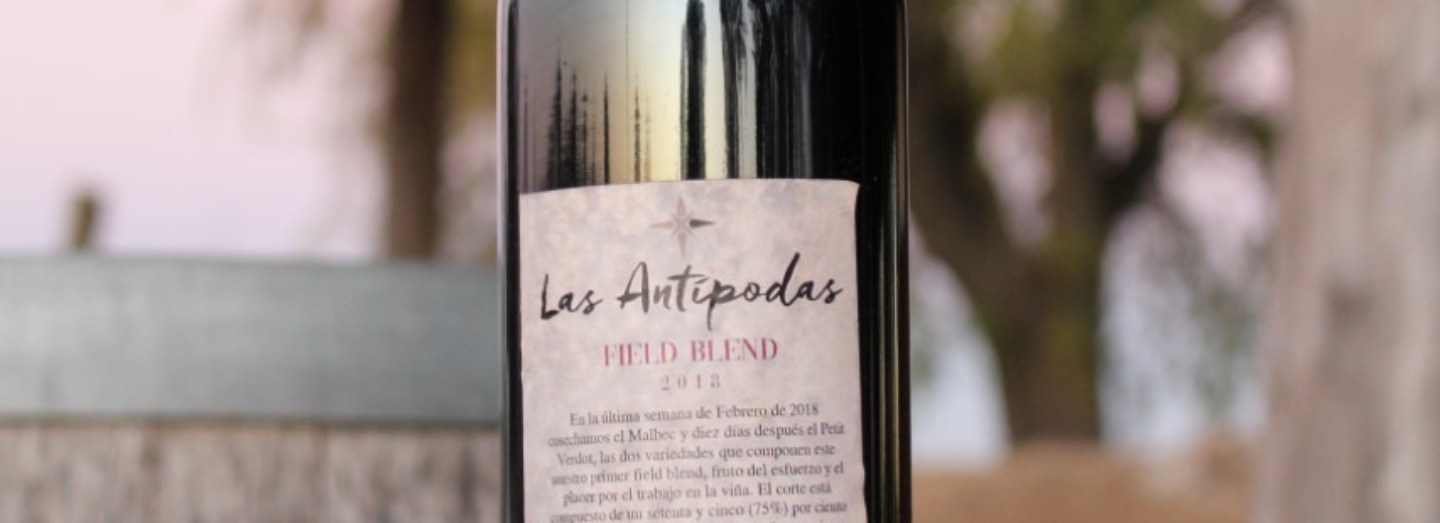 Las Antípodas
FIELD BLEND
2018
En la última semana de Febrero de 2018
cosechamos el Malbec y diez días después el Petit
Verdot, las dos variedades que componen este
nuestro primer field blend, fruto del esfuerzo y el
placer por el trabajo en la viña. El corte está
compuesto de un setenta y cinco (75%) por ciento